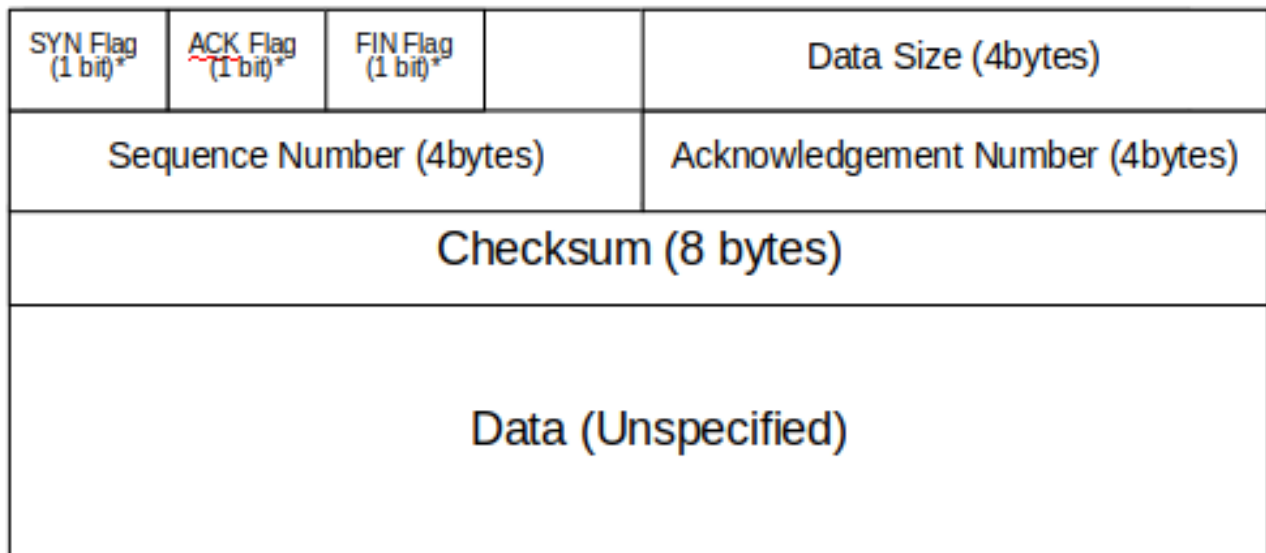 SYN Flag
(1 bit)*
ACK Flag
(1 bit)*
FIN Flag
(1 bit)*
Data Size (4bytes)
Sequence Number (4bytes)
Acknowledgement Number (4bytes)
Checksum (8 bytes)
Data (Unspecified)